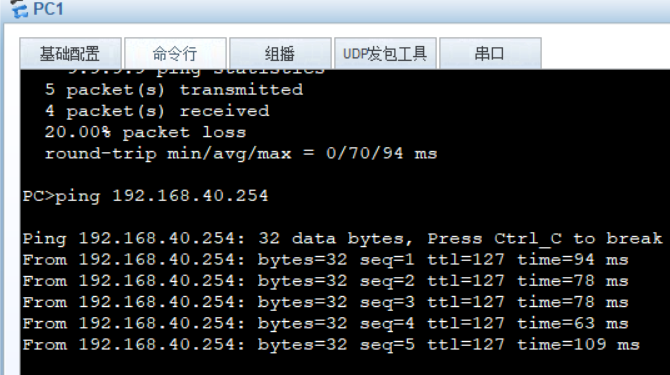 PC1
基础配置 命令行 组播 UDP发包工具 串口
9.9.9.9 ping statistics
5 packet(s) transmitted
4 packet(s) received
20.00% packet loss
round-trip min/avg/max = 0/70/94 ms
PC>ping 192.168.40.254
Ping 192.168.40.254: 32 data bytes, Press Ctrl_C to break
From 192.168.40.254: bytes=32 seq=1 ttl=127 time=94 ms
From 192.168.40.254: bytes=32 seq=2 ttl=127 time=78 ms
From 192.168.40.254: bytes=32 seq=3 ttl=127 time=78 ms
From 192.168.40.254: bytes=32 seq=4 ttl=127 time=63 ms
From 192.168.40.254: bytes=32 seq=5 ttl=127 time=109 ms